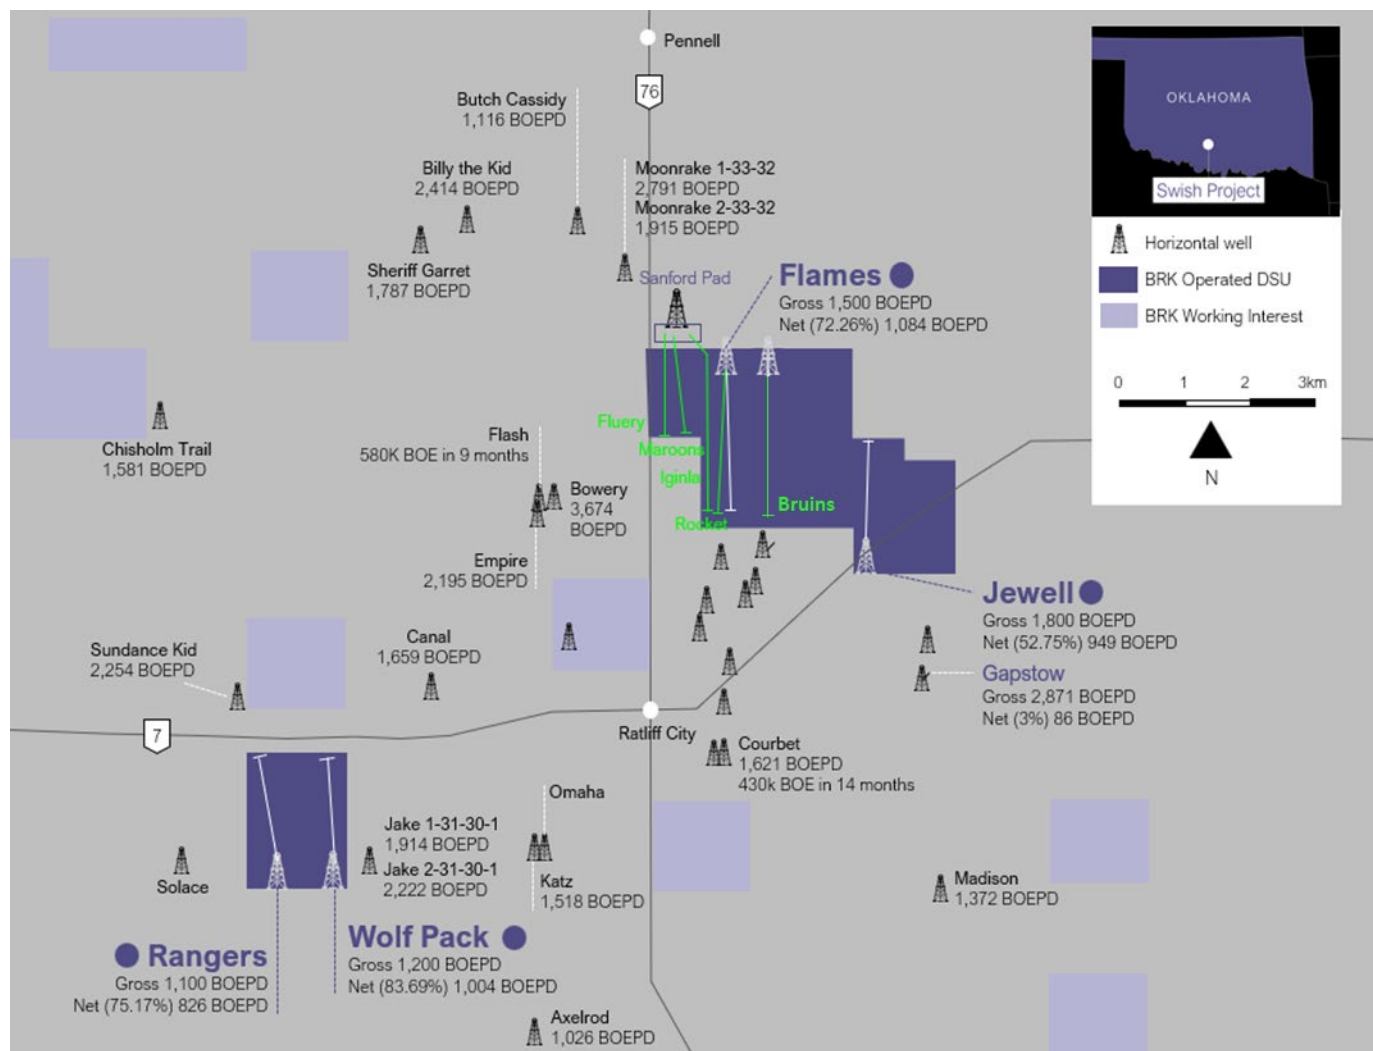 Pennell
76
Butch Cassidy
1,116 BOEPD
Billy the Kid
2,414 BOEPD
Moonrake 1-33-32
2,791 BOEPD
Moonrake 2-33-32
1,915 BOEPD
Sheriff Garret
1,787 BOEPD
Sanford Pad
Flames
Gross 1,500 BOEPD
Net (72.26%) 1,084 BOEPD
OKLAHOMA
Swish Project
Horizontal well
BRK Operated DSU
BRK Working Interest
0 1 2 3km
N
Chisholm Trail
1,581 BOEPD
Flash
580K BOE in 9 months
Fluery
Maroons
Iginla
Rocket
Bruins
Bowery
3,674
BOEPD
Empire
2,195 BOEPD
Jewell
Gross 1,800 BOEPD
Net (52.75%) 949 BOEPD
Gapstow
Gross 2,871 BOEPD
Net (3%) 86 BOEPD
Sundance Kid
2,254 BOEPD
Canal
1,659 BOEPD
7
Ratliff City
Courbet
1,621 BOEPD
430k BOE in 14 months
Omaha
Jake 1-31-30-1
1,914 BOEPD
Jake 2-31-30-1
2,222 BOEPD
Solace
Katz
1,518 BOEPD
Madison
1,372 BOEPD
Rangers
Gross 1,100 BOEPD
Net (75.17%) 826 BOEPD
Wolf Pack
Gross 1,200 BOEPD
Net (83.69%) 1,004 BOEPD
Axelrod
1,026 BOEPD